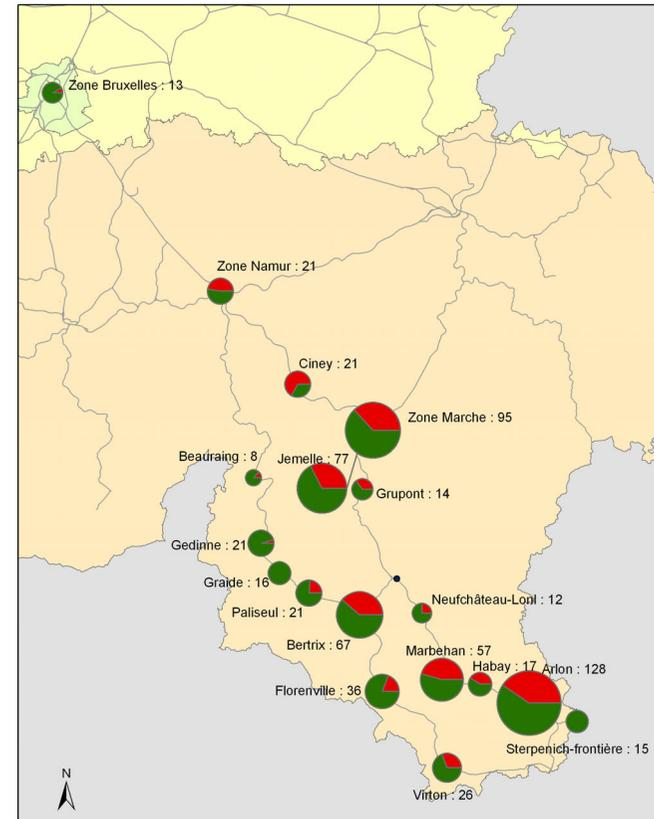 Zone Bruxelles : 13
Zone Namur : 21
Ciney : 21
Zone Marche : 95
Beauraing : 8
Jemelle : 77
Grupont : 14
Gedinne : 21
Graide : 16
Paliseul : 21
Neufchâteau-Lonl : 12
Bertrix : 67
Marbehan : 57
Habay : 17
Arlon : 128
Florenville : 36
Sterpenich-frontière : 15
Virton : 26
N